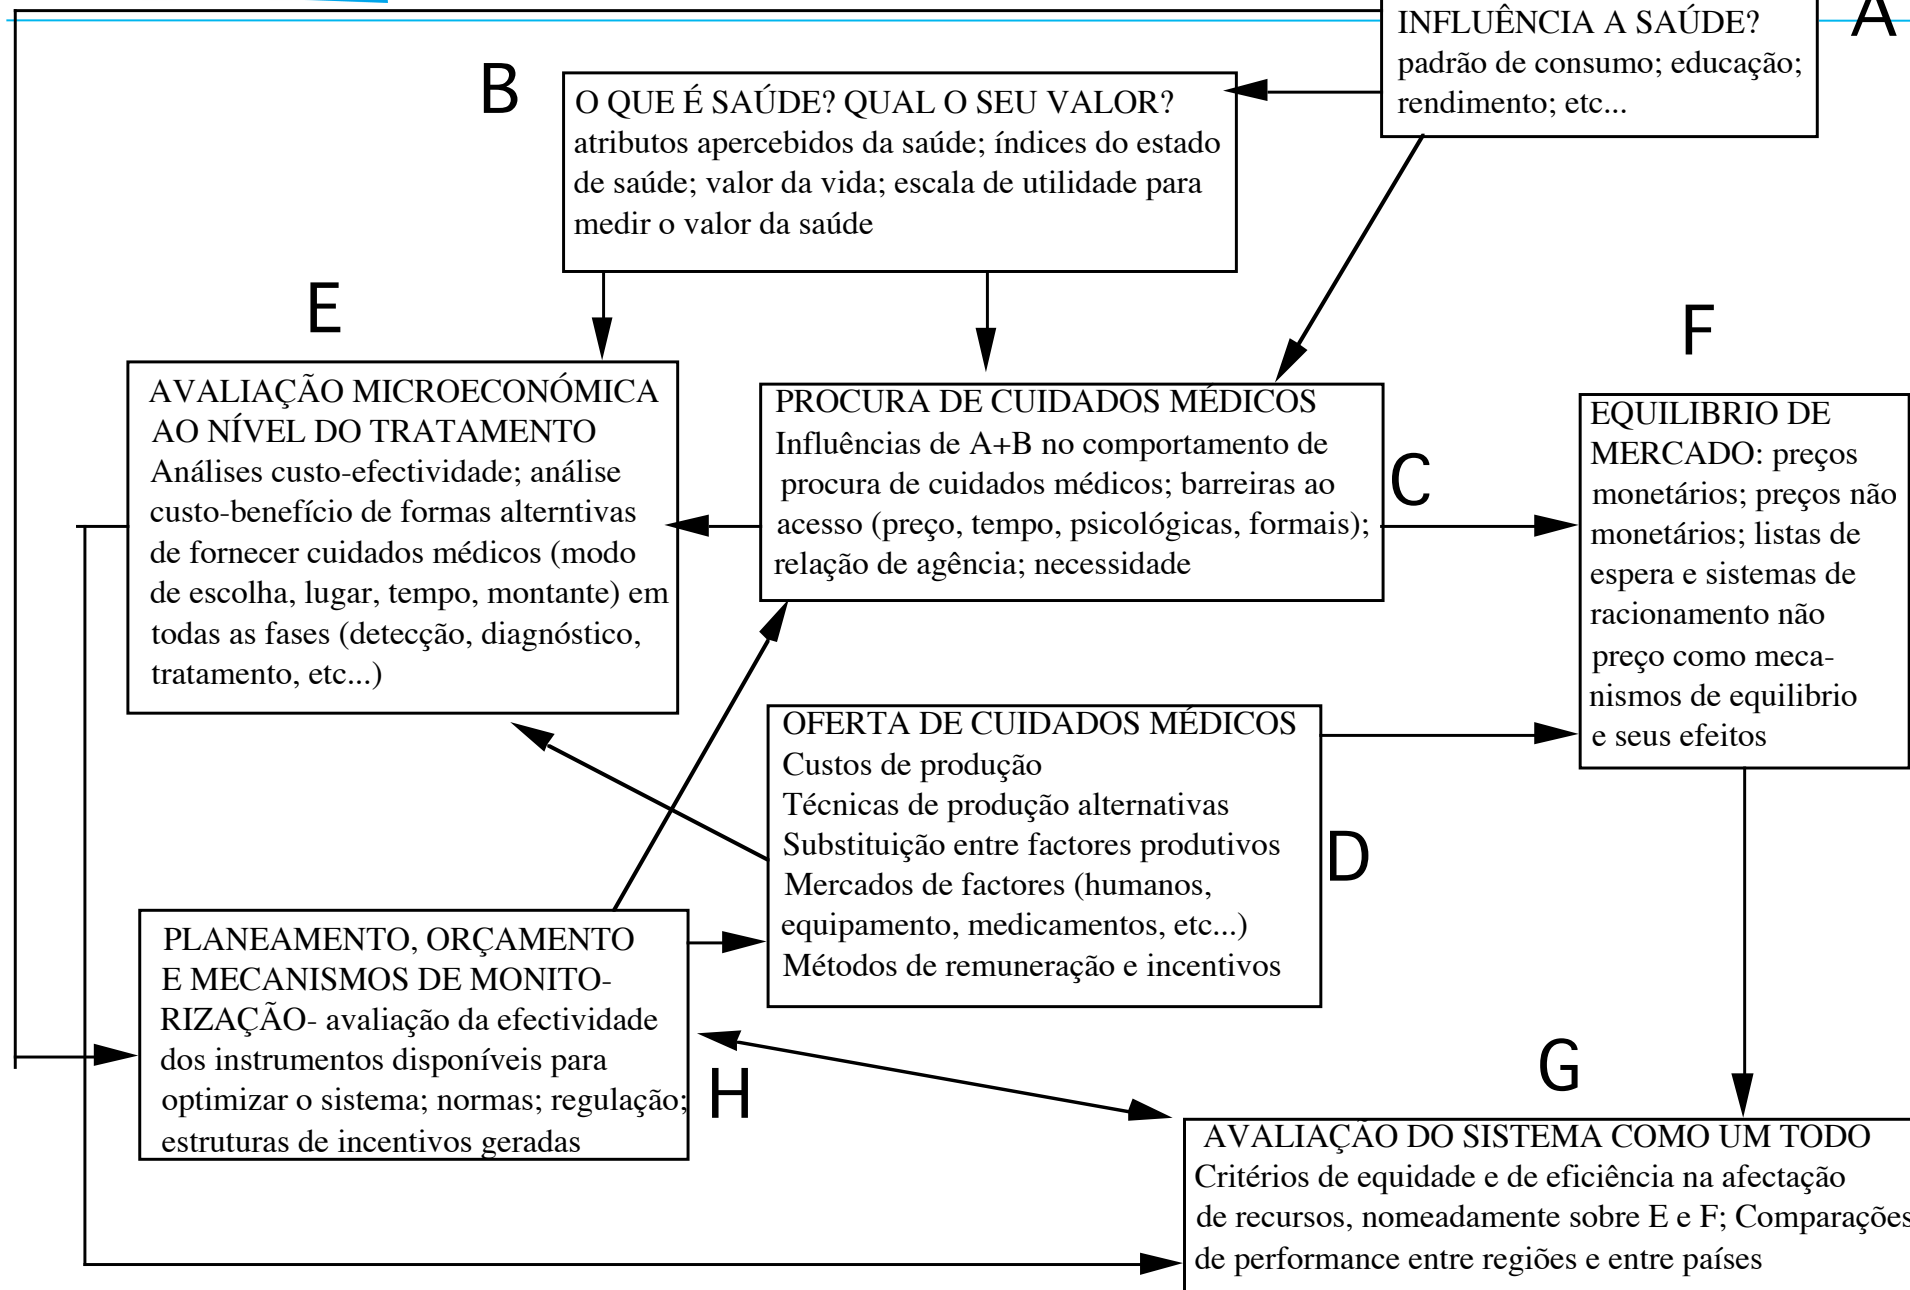 A
INFLUÊNCIA A SAÚDE?
padrão de consumo; educação;
rendimento; etc...
B
O QUE É SAÚDE? QUAL O SEU VALOR?
atributos apercebidos da saúde; índices do estado
de saúde; valor da vida; escala de utilidade para
medir o valor da saúde
E
AVALIAÇÃO MICROECONÓMICA
AO NÍVEL DO TRATAMENTO
Análises custo-efectividade; análise
custo-benefício de formas alterntivas
de fornecer cuidados médicos (modo
de escolha, lugar, tempo, montante) em
todas as fases (detecção, diagnóstico,
tratamento, etc...)
PROCURA DE CUIDADOS MÉDICOS
Influências de A+B no comportamento de
procura de cuidados médicos; barreiras ao
acesso (preço, tempo, psicológicas, formais);
relação de agência; necessidade
C
F
EQUILIBRIO DE
MERCADO: preços
monetários; preços não
monetários; listas de
espera e sistemas de
racionamento não
preço como meca-
nismos de equilibrio
e seus efeitos
OFERTA DE CUIDADOS MÉDICOS
Custos de produção
Técnicas de produção alternativas
Substituição entre factores produtivos
Mercados de factores (humanos,
equipamento, medicamentos, etc...)
Métodos de remuneração e incentivos
D
PLANEAMENTO, ORÇAMENTO
E MECANISMOS DE MONITO-
RIZAÇÃO- avaliação da efectividade
dos instrumentos disponíveis para
optimizar o sistema; normas; regulação;
estruturas de incentivos geradas
H
G
AVALIAÇÃO DO SISTEMA COMO UM TODO
Critérios de equidade e de eficiência na afectação
de recursos, nomeadamente sobre E e F; Comparações
de performance entre regiões e entre países